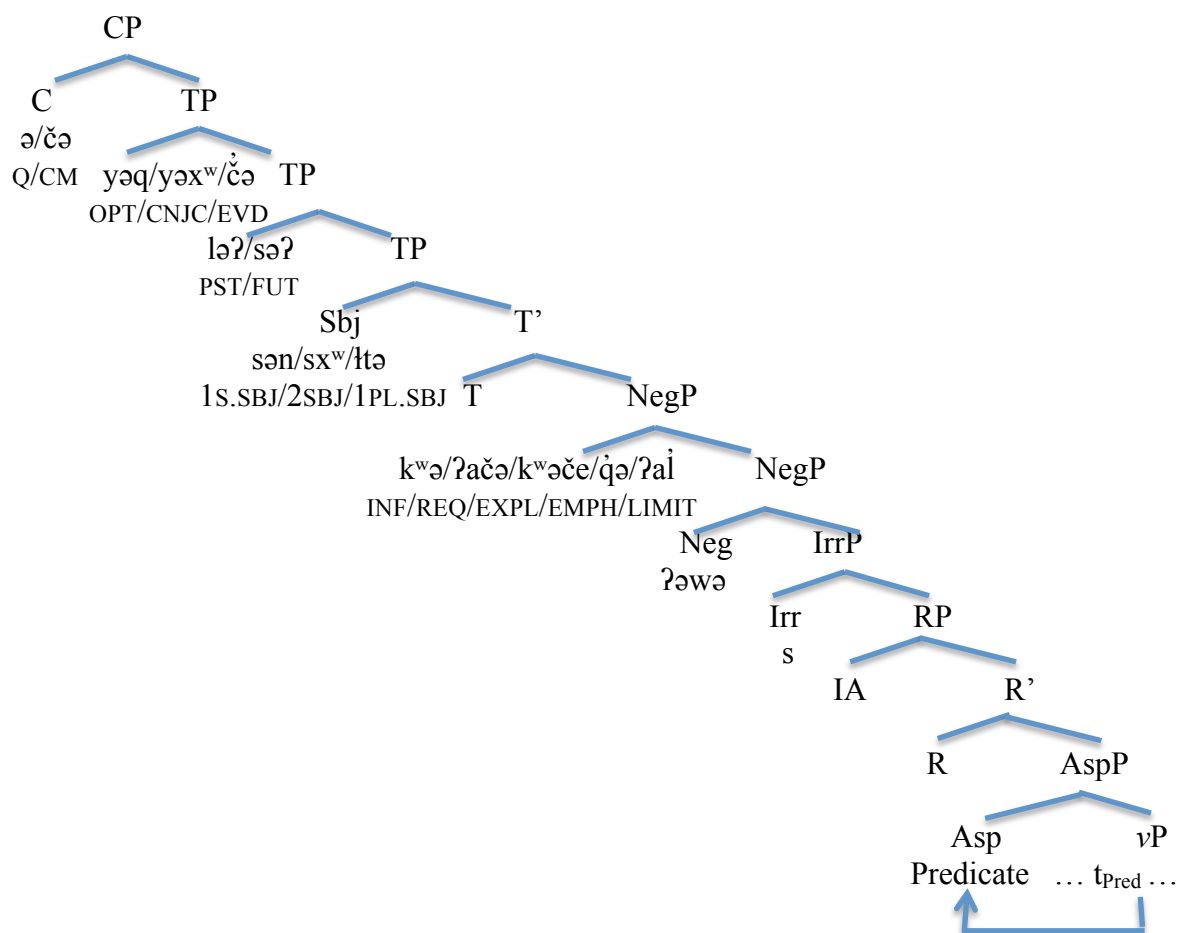 CP
C TP
ə/čə
Q/CM yəq/yəxʷ/č̓ə TP
OPT/CNJC/EVD
ləʔ/səʔ TP
PST/FUT
Sbj T’
sən/sxʷ/łtə
1S.SBJ/2SBJ/1PL.SBJ T NegP
kʷə/ʔačə/kʷəče/q̓ə/ʔal̓ NegP
INF/REQ/EXPL/EMPH/LIMIT
Neg IrrP
ʔəwə
Irr RP
s
IA R’
R AspP
Asp vP
Predicate … tPred …